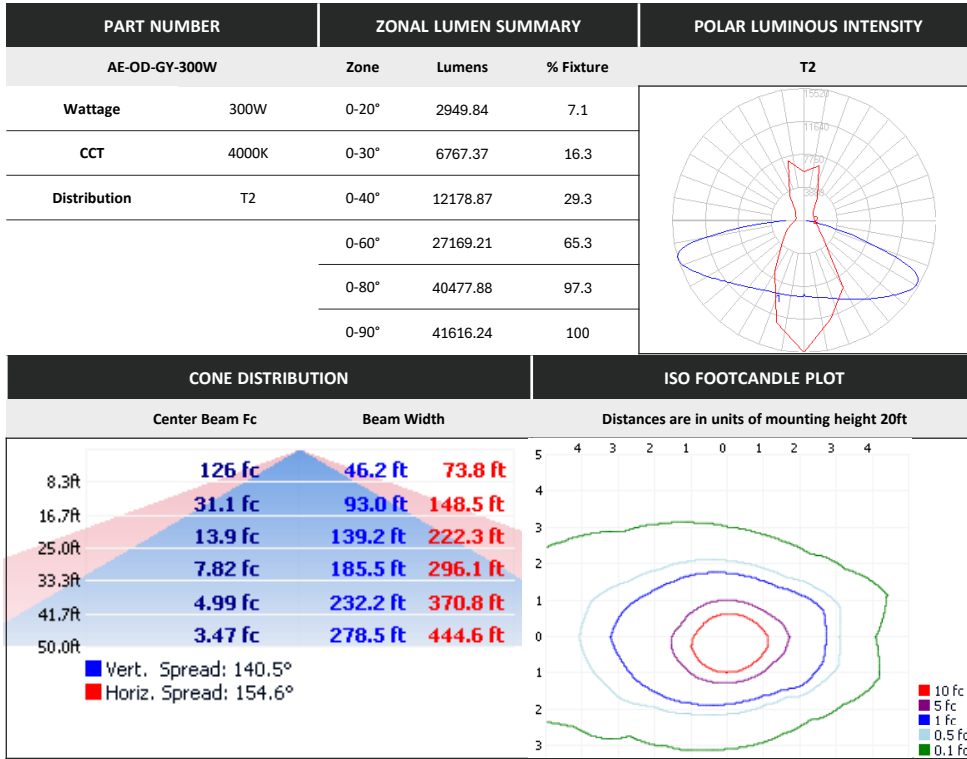 PART NUMBER
ZONAL LUMEN SUMMARY
POLAR LUMINOUS INTENSITY
AE-OD-GY-300W
Zone Lumens % Fixture
T2
Wattage 300W
0-20° 2949.84 7.1
CCT 4000K
0-30° 6767.37 16.3
Distribution T2
0-40° 12178.87 29.3
0-60° 27169.21 65.3
0-80° 40477.88 97.3
0-90° 41616.24 100
15520
11640
7760
2
1
CONE DISTRIBUTION
ISO FOOTCANDLE PLOT
Center Beam Fc Beam Width
Distances are in units of mounting height 20ft
8.3ft 126 fc 46.2 ft 73.8 ft
16.7ft 31.1 fc 93.0 ft 148.5 ft
25.0ft 13.9 fc 139.2 ft 222.3 ft
33.3ft 7.82 fc 185.5 ft 296.1 ft
41.7ft 4.99 fc 232.2 ft 370.8 ft
50.0ft 3.47 fc 278.5 ft 444.6 ft
Vert. Spread: 140.5°
Horiz. Spread: 154.6°
4 3 2 1 0 1 2 3 4
5
4
3
2
1
0
1
2
3
10 fc
5 fc
1 fc
0.5 fc
0.1 fc